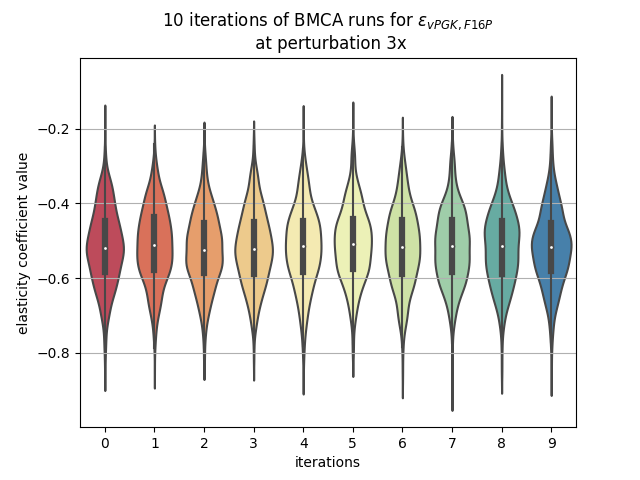 10 iterations of BMCA runs for ε_{vPGK, F16P}
at perturbation 3x
elasticity coefficient value
−0.2
−0.4
−0.6
−0.8
0 1 2 3 4 5 6 7 8 9
iterations